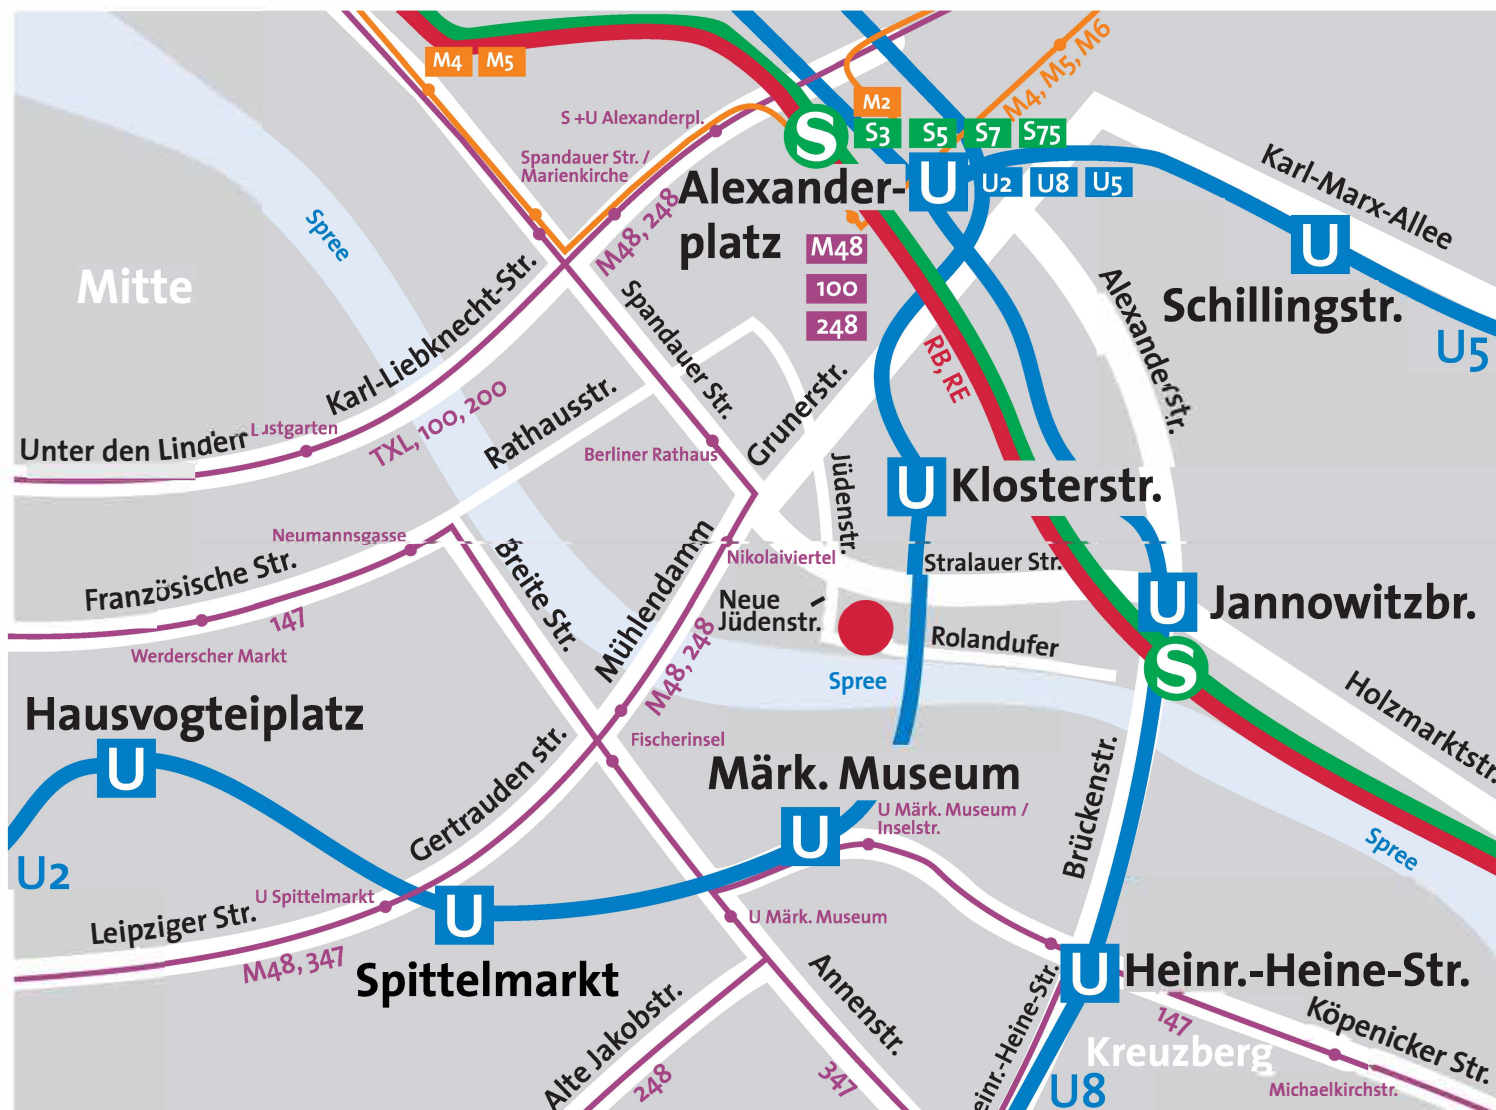 M4 M5
M2
M4, M5, M6
S +U Alexanderpl.
S
S3 S5 S7 S75
Spandauer Str. /
Marienkirche
Karl-Marx-Allee
Alexander-
platz
U
U2 U8 U5
U
Spree
M48, 248
M48
100
248
Mitte
Schillingstr.
U5
Karl-Liebknecht-Str.
Spandauer Str.
Alexanderstr.
RB, RE
Grunerstr.
Rathausstr.
TXL, 100, 200
Lustgarten
Unter den Linden
Berliner Rathaus
Jüdenstr.
U
Klosterstr.
Neumannsgasse
Französische Str.
147
Werderscher Markt
Breite Str.
Mühlendamm
Nikolaiviertel
Stralauer Str.
Neue
Jüdenstr.
Rolandufer
U
Jannowitzbr.
S
M48, 248
Spree
Holzmarktstr.
Hausvogteiplatz
U
Fischerinsel
Gertrauden str.
Märk. Museum
U
U Märk. Museum /
Inselstr.
Brückenstr.
Spree
U2
U Spittelmarkt
U
Leipziger Str.
M48, 347
U Märk. Museum
Spittelmarkt
Annenstr.
U
Heinr.-Heine-Str.
einr.-Heine-Str.
Alte Jakobstr.
248
347
147
Köpenicker Str.
Kreuzberg
U8
Michaelkirchstr.